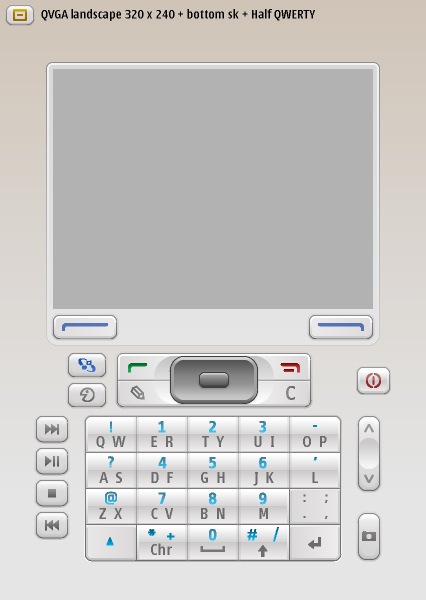 QVGA landscape 320 x 240 + bottom sk + Half QWERTY
C
! 1 2 3 -
Q W E R T Y U I O P
? 4 5 6 ’
A S D F G H J K L
@ 7 8 9 : ;
Z X C V B N M . ,
* + 0 # /
Chr